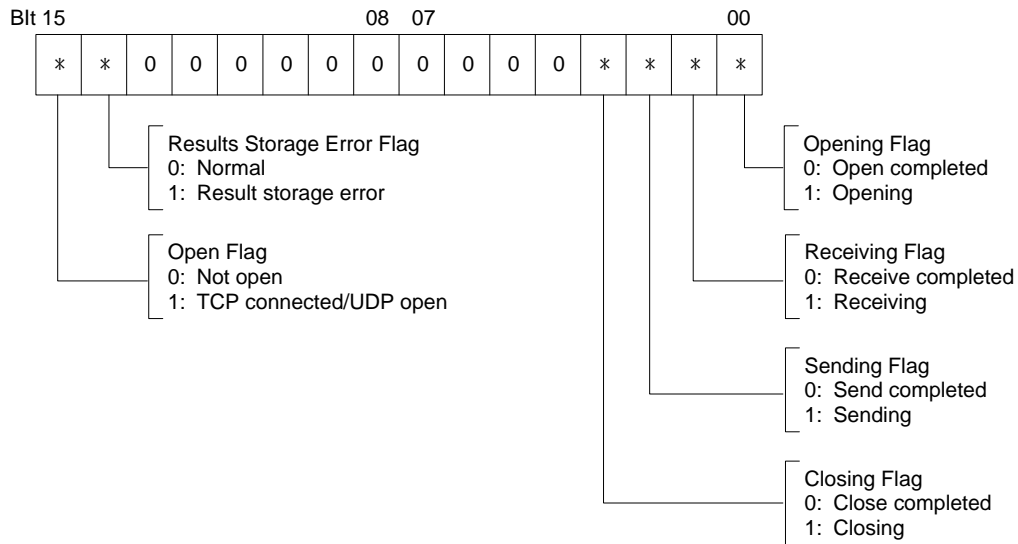 BIt 15 08 07 00
* * 0 0 0 0 0 0 0 0 0 0 * * * *
Results Storage Error Flag
0: Normal
1: Result storage error
Open Flag
0: Not open
1: TCP connected/UDP open
Opening Flag
0: Open completed
1: Opening
Receiving Flag
0: Receive completed
1: Receiving
Sending Flag
0: Send completed
1: Sending
Closing Flag
0: Close completed
1: Closing